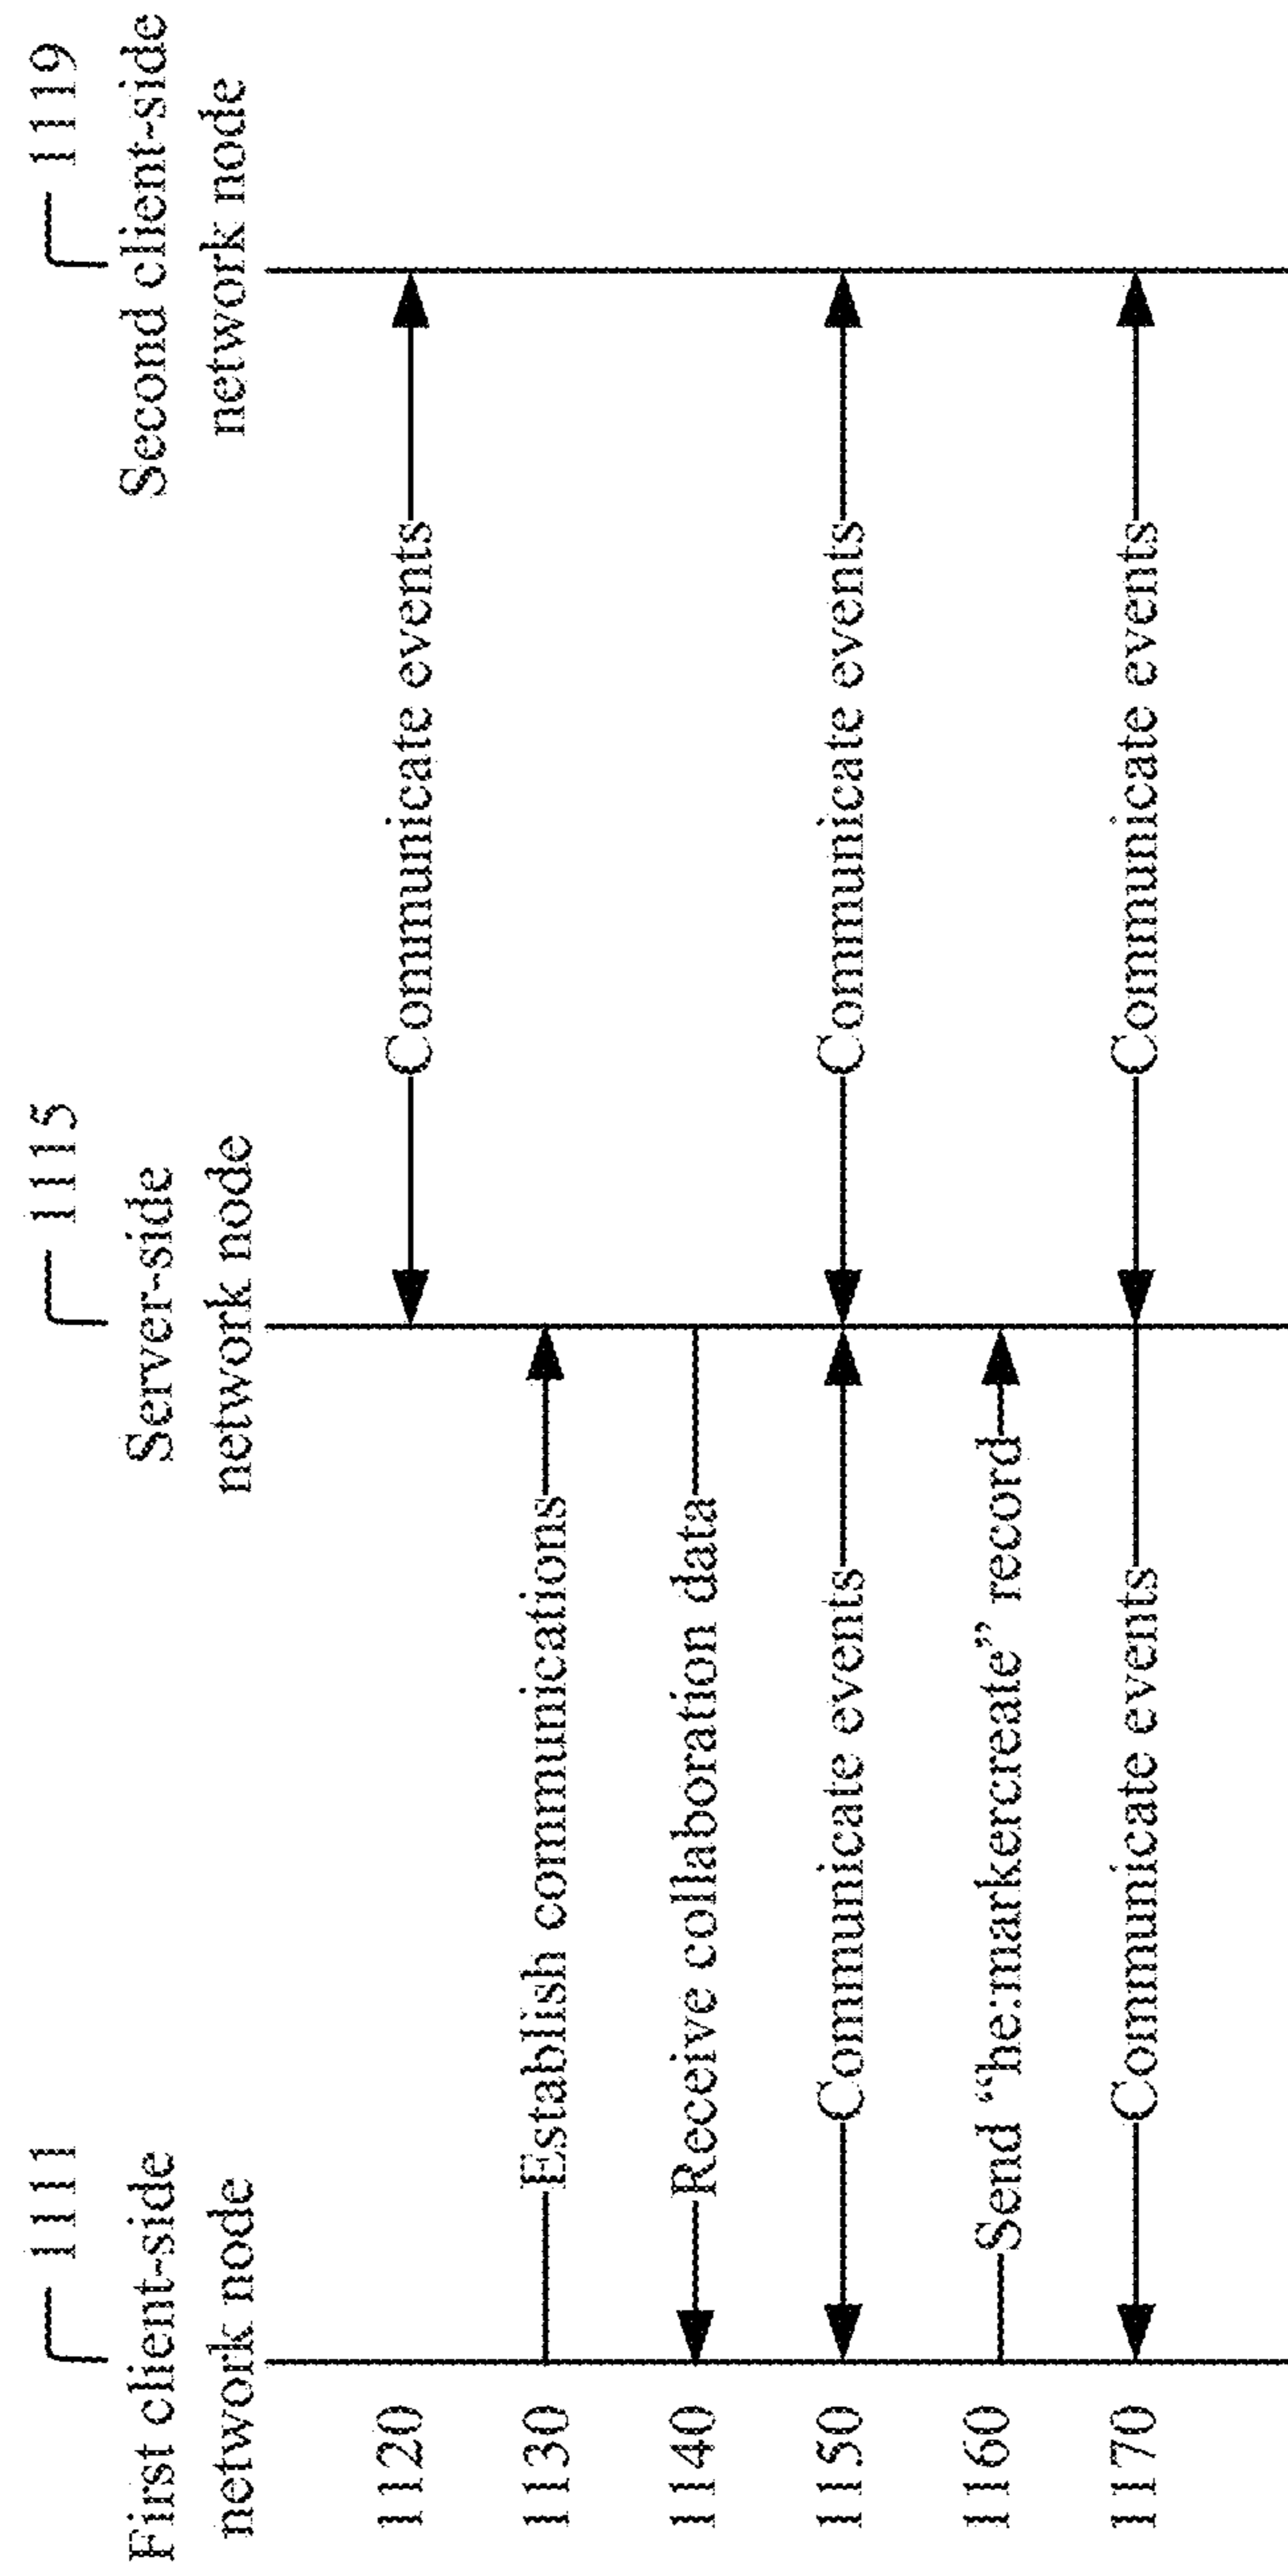 1111
First client-side
network node
1115
Server-side
network node
1119
Second client-side
network node
1120
Communicate events
1130
Establish communications
1140
Receive collaboration data
1150
Communicate events
Communicate events
1160
Send “he:markercreate” record
1170
Communicate events
Communicate events